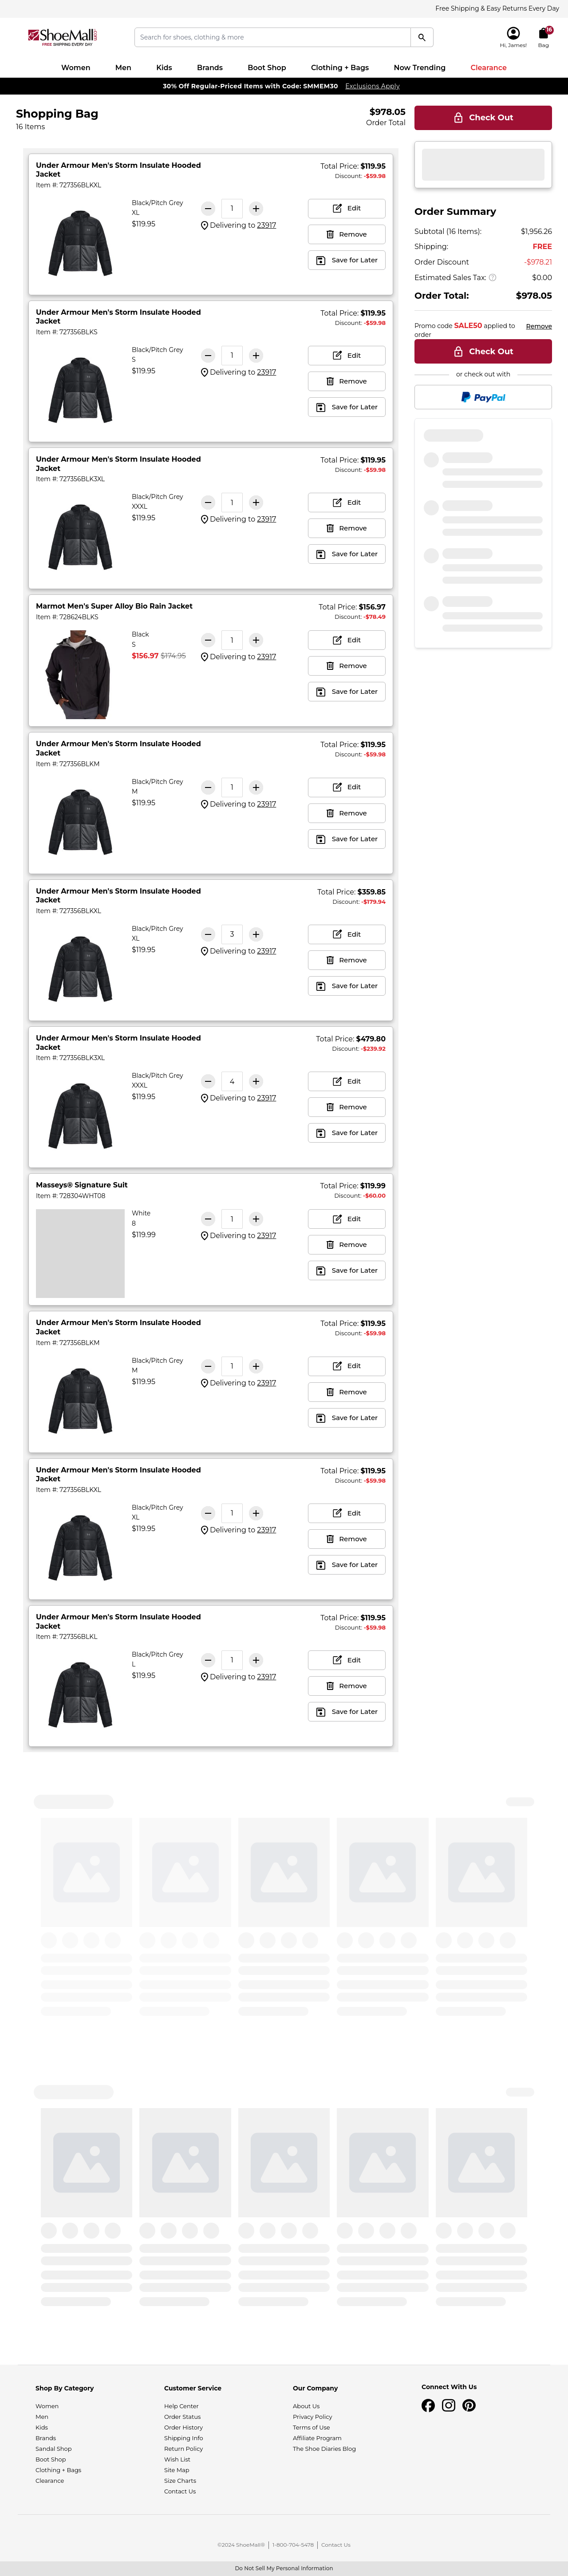 Free Shipping & Easy Returns Every Day
ShoeMall
FREE SHIPPING EVERY DAY
Search for shoes, clothing & more
Hi, James!
16
Bag
Women Men Kids Brands Boot Shop Clothing + Bags Now Trending Clearance
30% Off Regular-Priced Items with Code: SMMEM30 Exclusions Apply
Shopping Bag
16 Items
$978.05
Order Total
Under Armour Men's Storm Insulate Hooded
Jacket
Item #: 727356BLKXL
Total Price: $119.95
Discount: -$59.98
Black/Pitch Grey
XL
$119.95
1
Delivering to 23917
Edit
Remove
Save for Later
Under Armour Men's Storm Insulate Hooded
Jacket
Item #: 727356BLKS
Total Price: $119.95
Discount: -$59.98
Black/Pitch Grey
S
$119.95
1
Delivering to 23917
Edit
Remove
Save for Later
Under Armour Men's Storm Insulate Hooded
Jacket
Item #: 727356BLK3XL
Total Price: $119.95
Discount: -$59.98
Black/Pitch Grey
XXXL
$119.95
1
Delivering to 23917
Edit
Remove
Save for Later
Marmot Men's Super Alloy Bio Rain Jacket
Item #: 728624BLKS
Total Price: $156.97
Discount: -$78.49
Black
S
$156.97 $174.95
1
Delivering to 23917
Edit
Remove
Save for Later
Under Armour Men's Storm Insulate Hooded
Jacket
Item #: 727356BLKM
Total Price: $119.95
Discount: -$59.98
Black/Pitch Grey
M
$119.95
1
Delivering to 23917
Edit
Remove
Save for Later
Under Armour Men's Storm Insulate Hooded
Jacket
Item #: 727356BLKXL
Total Price: $359.85
Discount: -$179.94
Black/Pitch Grey
XL
$119.95
3
Delivering to 23917
Edit
Remove
Save for Later
Under Armour Men's Storm Insulate Hooded
Jacket
Item #: 727356BLK3XL
Total Price: $479.80
Discount: -$239.92
Black/Pitch Grey
XXXL
$119.95
4
Delivering to 23917
Edit
Remove
Save for Later
Masseys® Signature Suit
Item #: 728304WHT08
Total Price: $119.99
Discount: -$60.00
White
8
$119.99
1
Delivering to 23917
Edit
Remove
Save for Later
Under Armour Men's Storm Insulate Hooded
Jacket
Item #: 727356BLKM
Total Price: $119.95
Discount: -$59.98
Black/Pitch Grey
M
$119.95
1
Delivering to 23917
Edit
Remove
Save for Later
Under Armour Men's Storm Insulate Hooded
Jacket
Item #: 727356BLKXL
Total Price: $119.95
Discount: -$59.98
Black/Pitch Grey
XL
$119.95
1
Delivering to 23917
Edit
Remove
Save for Later
Under Armour Men's Storm Insulate Hooded
Jacket
Item #: 727356BLKL
Total Price: $119.95
Discount: -$59.98
Black/Pitch Grey
L
$119.95
1
Delivering to 23917
Edit
Remove
Save for Later
Check Out
Order Summary
Subtotal (16 Items): $1,956.26
Shipping: FREE
Order Discount -$978.21
Estimated Sales Tax: ? $0.00
Order Total: $978.05
Promo code SALE50 applied to
order
Remove
Check Out
or check out with
PayPal
Shop By Category
Women
Men
Kids
Brands
Sandal Shop
Boot Shop
Clothing + Bags
Clearance
Customer Service
Help Center
Order Status
Order History
Shipping Info
Return Policy
Wish List
Site Map
Size Charts
Contact Us
Our Company
About Us
Privacy Policy
Terms of Use
Affiliate Program
The Shoe Diaries Blog
Connect With Us
©2024 ShoeMall® 1-800-704-5478 Contact Us
Do Not Sell My Personal Information